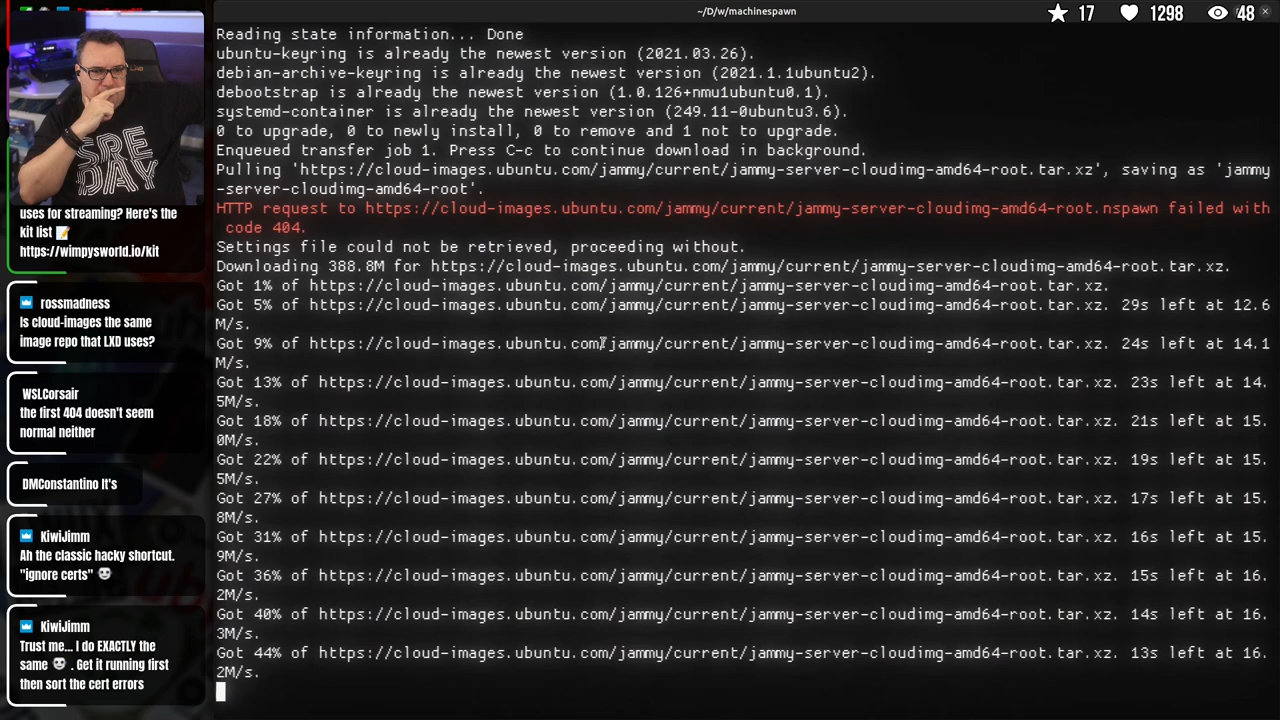 ~/D/w/machinespawn
17
1298
48
SRE
DAY
uses for streaming? Here's the
kit list 📝
https://wimpysworld.io/kit
rossmadness
Is cloud-images the same
image repo that LXD uses?
WSLCorsair
the first 404 doesn't seem
normal neither
DMConstantino It's
KiwiJimm
Ah the classic hacky shortcut.
"ignore certs" 💀
KiwiJimm
Trust me... I do EXACTLY the
same 💀 . Get it running first
then sort the cert errors
Reading state information... Done
ubuntu-keyring is already the newest version (2021.03.26).
debian-archive-keyring is already the newest version (2021.1.1ubuntu2).
debootstrap is already the newest version (1.0.126+nmu1ubuntu0.1).
systemd-container is already the newest version (249.11-0ubuntu3.6).
0 to upgrade, 0 to newly install, 0 to remove and 1 not to upgrade.
Enqueued transfer job 1. Press C-c to continue download in background.
Pulling 'https://cloud-images.ubuntu.com/jammy/current/jammy-server-cloudimg-amd64-root.tar.xz', saving as 'jammy
-server-cloudimg-amd64-root'.
HTTP request to https://cloud-images.ubuntu.com/jammy/current/jammy-server-cloudimg-amd64-root.nspawn failed with
code 404.
Settings file could not be retrieved, proceeding without.
Downloading 388.8M for https://cloud-images.ubuntu.com/jammy/current/jammy-server-cloudimg-amd64-root.tar.xz.
Got 1% of https://cloud-images.ubuntu.com/jammy/current/jammy-server-cloudimg-amd64-root.tar.xz.
Got 5% of https://cloud-images.ubuntu.com/jammy/current/jammy-server-cloudimg-amd64-root.tar.xz. 29s left at 12.6
M/s.
Got 9% of https://cloud-images.ubuntu.com/jammy/current/jammy-server-cloudimg-amd64-root.tar.xz. 24s left at 14.1
M/s.
Got 13% of https://cloud-images.ubuntu.com/jammy/current/jammy-server-cloudimg-amd64-root.tar.xz. 23s left at 14.
5M/s.
Got 18% of https://cloud-images.ubuntu.com/jammy/current/jammy-server-cloudimg-amd64-root.tar.xz. 21s left at 15.
0M/s.
Got 22% of https://cloud-images.ubuntu.com/jammy/current/jammy-server-cloudimg-amd64-root.tar.xz. 19s left at 15.
5M/s.
Got 27% of https://cloud-images.ubuntu.com/jammy/current/jammy-server-cloudimg-amd64-root.tar.xz. 17s left at 15.
8M/s.
Got 31% of https://cloud-images.ubuntu.com/jammy/current/jammy-server-cloudimg-amd64-root.tar.xz. 16s left at 15.
9M/s.
Got 36% of https://cloud-images.ubuntu.com/jammy/current/jammy-server-cloudimg-amd64-root.tar.xz. 15s left at 16.
2M/s.
Got 40% of https://cloud-images.ubuntu.com/jammy/current/jammy-server-cloudimg-amd64-root.tar.xz. 14s left at 16.
3M/s.
Got 44% of https://cloud-images.ubuntu.com/jammy/current/jammy-server-cloudimg-amd64-root.tar.xz. 13s left at 16.
2M/s.